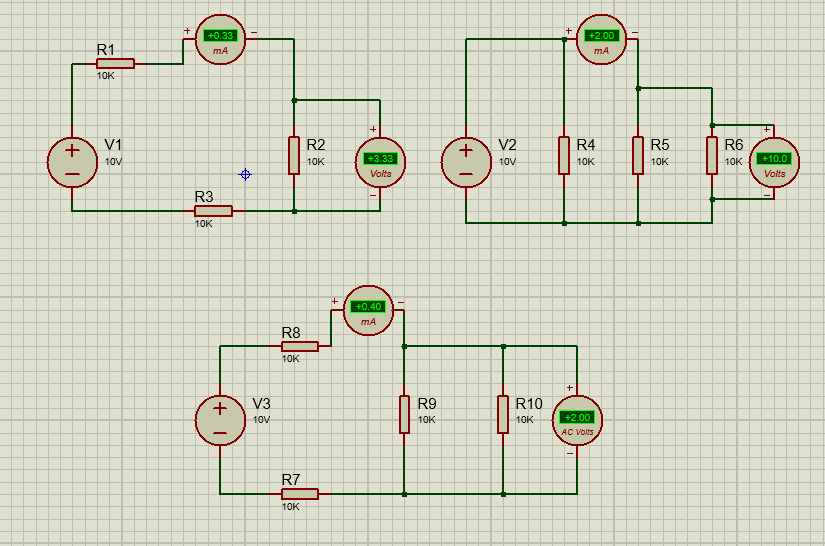 + +0.33 −
mA
R1
10K
V1
10V
R2
10K
+
+3.33
Volts
−
R3
10K
+ +2.00 −
mA
V2
10V
R4
10K
R5
10K
R6
10K
+
+10.0
Volts
−
+ +0.40 −
mA
R8
10K
V3
10V
R9
10K
R10
10K
+
+2.00
AC Volts
−
R7
10K